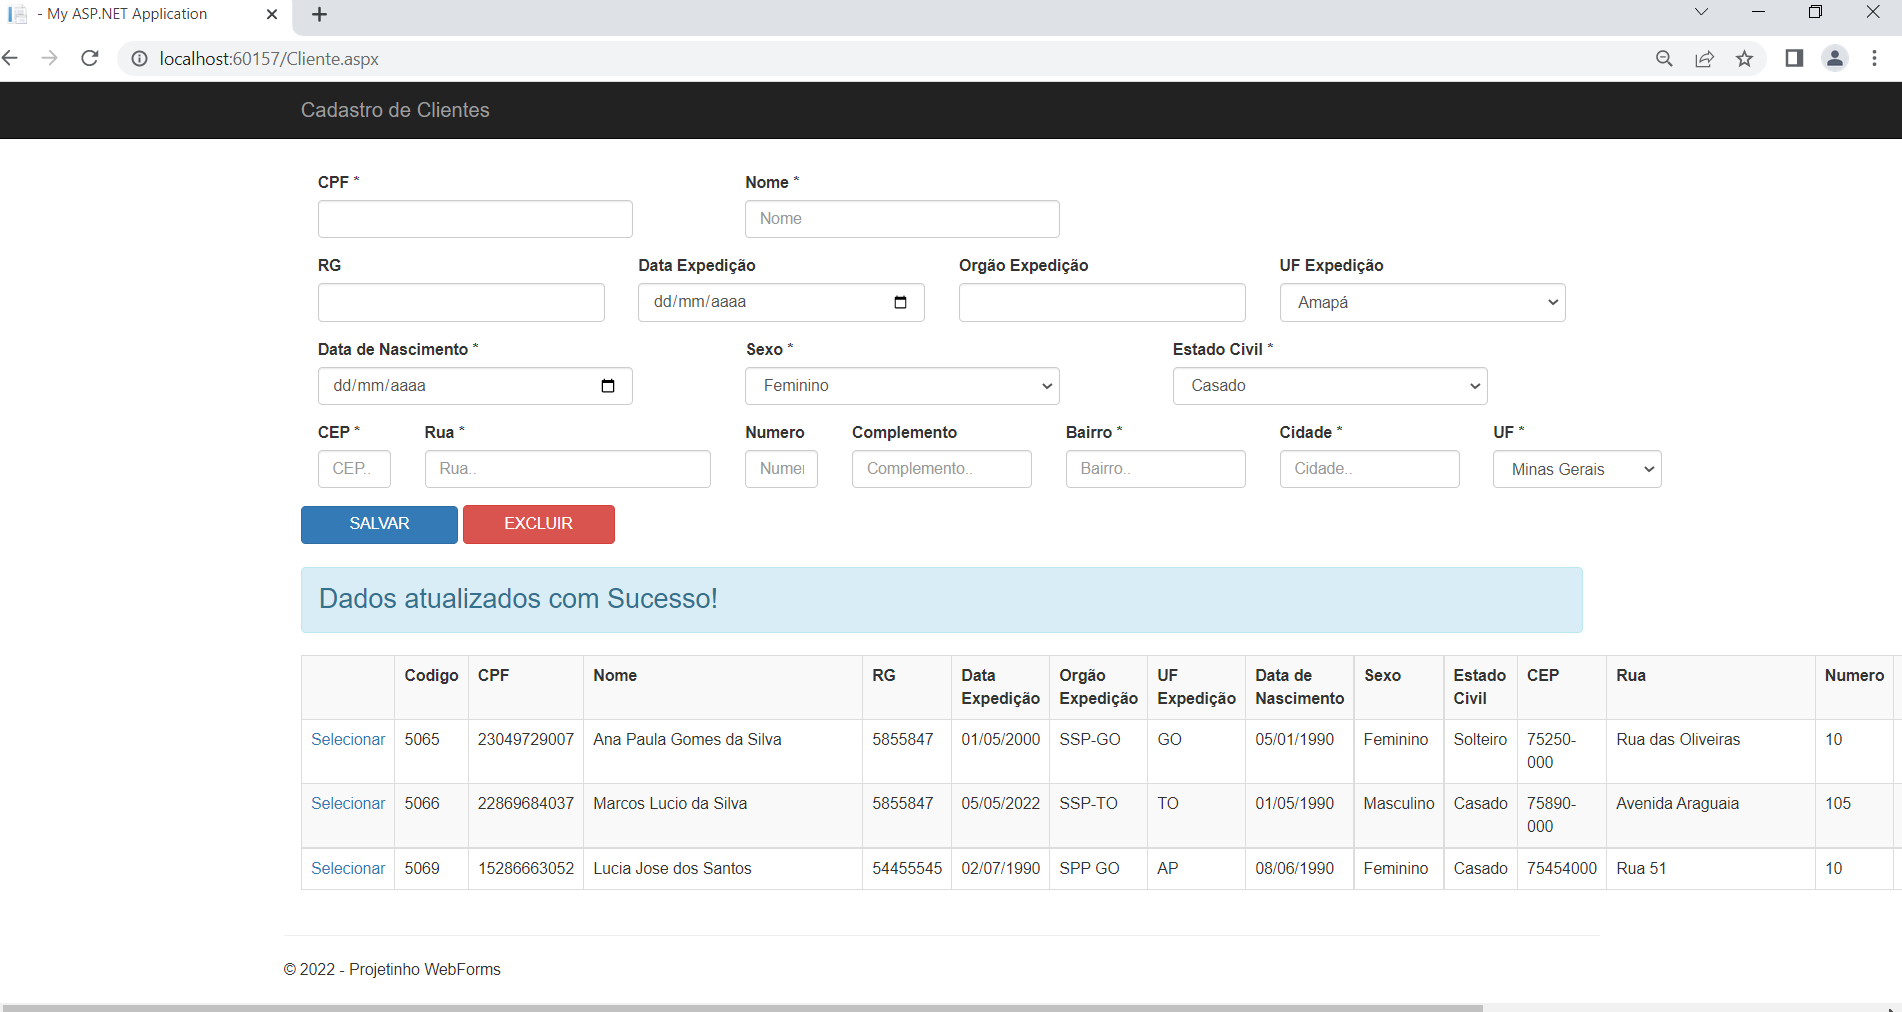 - My ASP.NET Application
localhost:60157/Cliente.aspx
Cadastro de Clientes
CPF * Nome *
Nome
RG Data Expedição Orgão Expedição UF Expedição
dd/mm/aaaa Amapá
Data de Nascimento * Sexo * Estado Civil *
dd/mm/aaaa Feminino Casado
CEP * Rua * Numero Complemento Bairro * Cidade * UF *
CEP.. Rua.. Numer Complemento.. Bairro.. Cidade.. Minas Gerais
SALVAR EXCLUIR
Dados atualizados com Sucesso!
Codigo CPF Nome RG Data Orgão UF Data de Sexo Estado CEP Rua Numero
Expedição Expedição Expedição Nascimento Civil
Selecionar 5065 23049729007 Ana Paula Gomes da Silva 5855847 01/05/2000 SSP-GO GO 05/01/1990 Feminino Solteiro 75250- Rua das Oliveiras 10
000
Selecionar 5066 22869684037 Marcos Lucio da Silva 5855847 05/05/2022 SSP-TO TO 01/05/1990 Masculino Casado 75890- Avenida Araguaia 105
000
Selecionar 5069 15286663052 Lucia Jose dos Santos 54455545 02/07/1990 SPP GO AP 08/06/1990 Feminino Casado 75454000 Rua 51 10
© 2022 - Projetinho WebForms